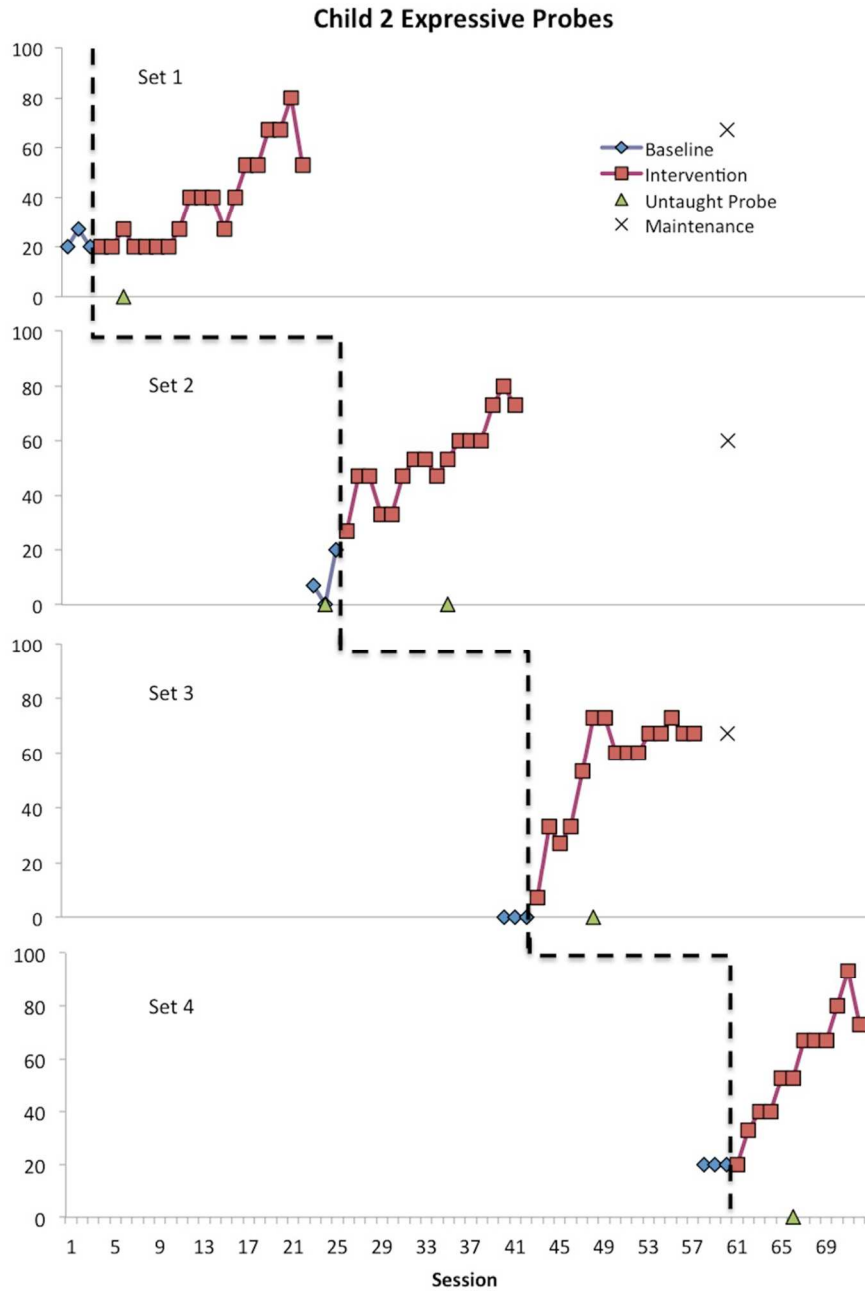 Child 2 Expressive Probes
100
80
60
40
20
0
Set 1
Baseline
Intervention
Untaught Probe
Maintenance
100
80
60
40
20
0
Set 2
100
80
60
40
20
0
Set 3
100
80
60
40
20
0
Set 4
1 5 9 13 17 21 25 29 33 37 41 45 49 53 57 61 65 69
Session